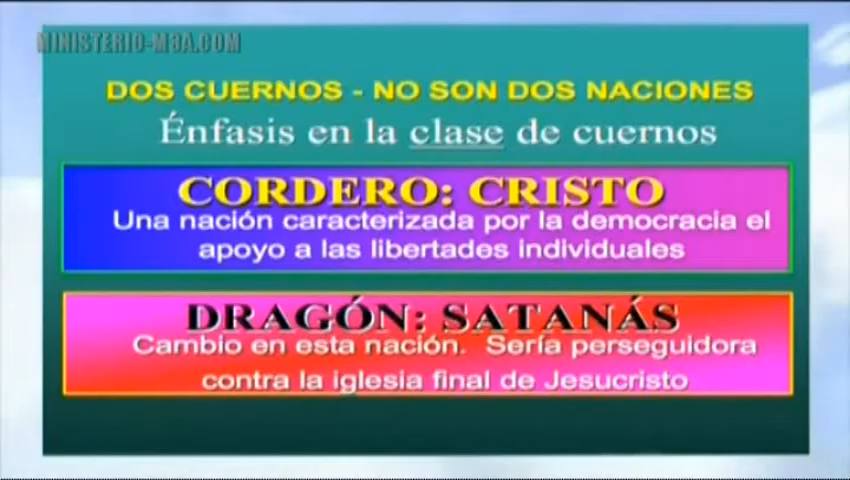 MINISTERIO-M3A.COM
DOS CUERNOS - NO SON DOS NACIONES
Énfasis en la clase de cuernos
CORDERO: CRISTO
Una nación caracterizada por la democracia el
apoyo a las libertades individuales
DRAGÓN: SATANÁS
Cambio en esta nación. Sería perseguidora
contra la iglesia final de Jesucristo